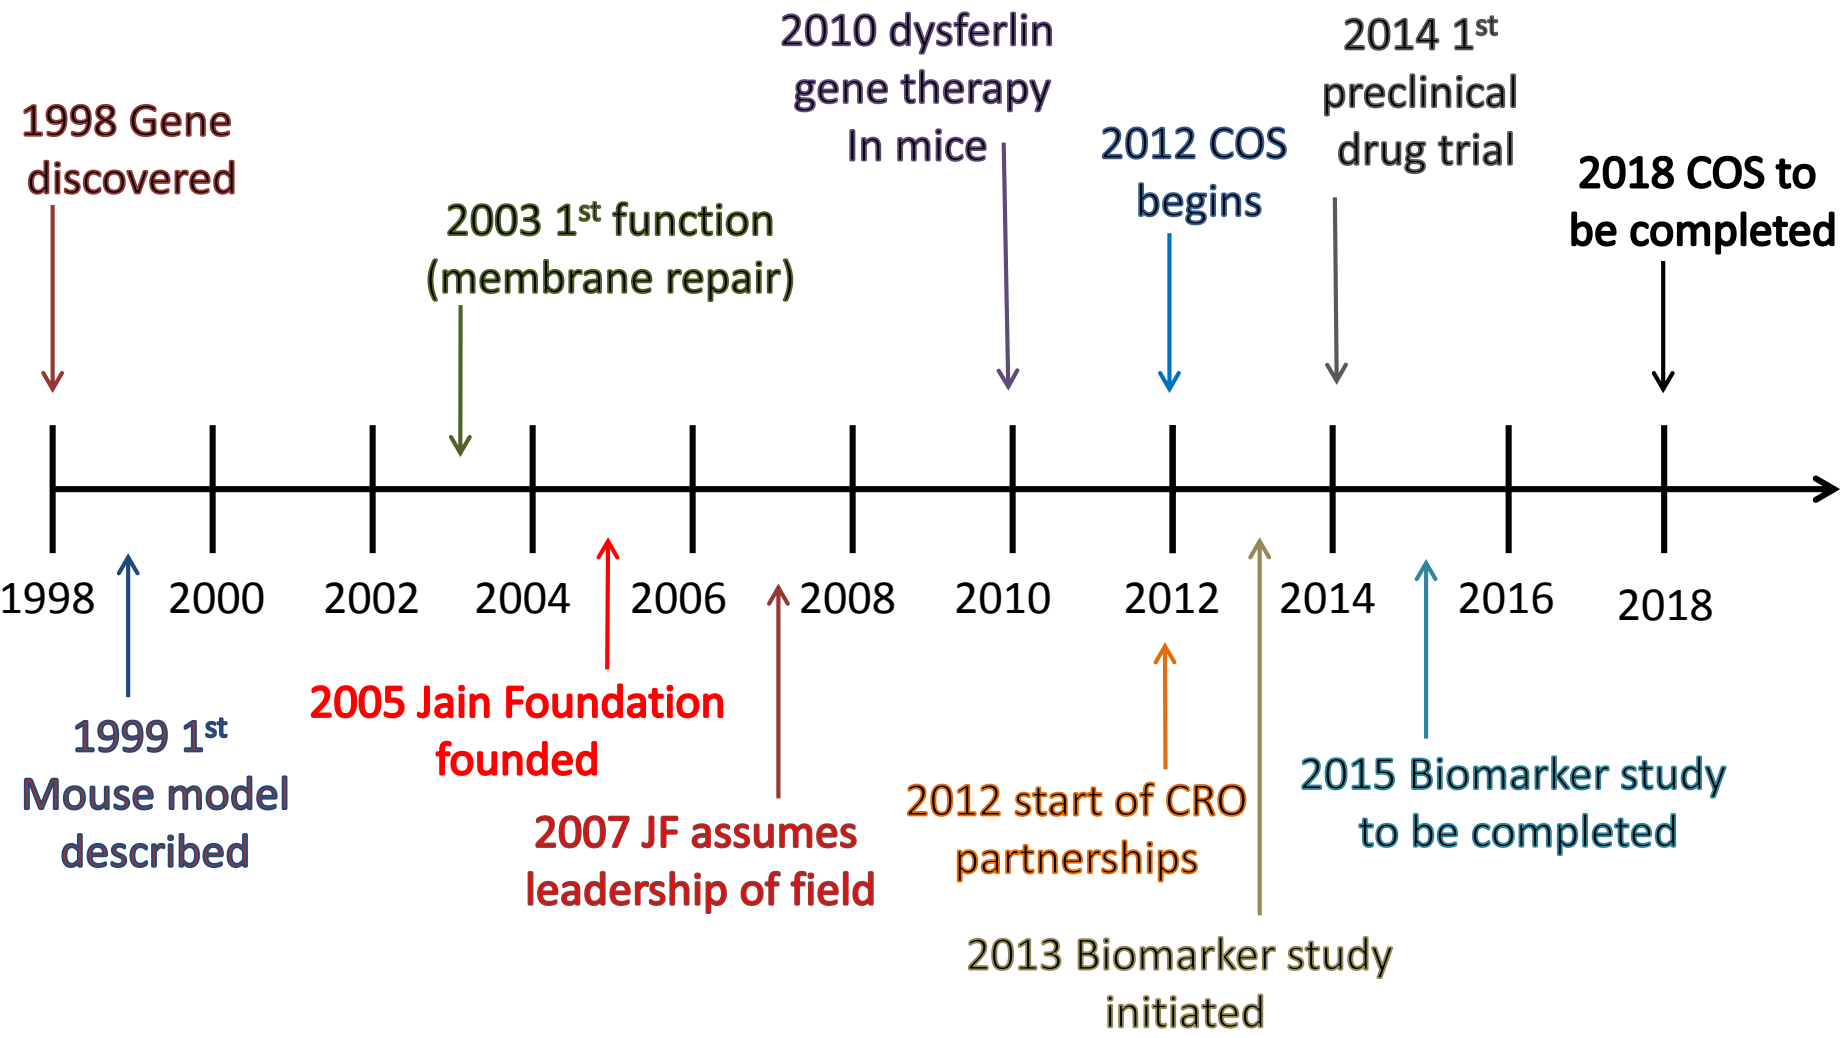 2010 dysferlin
gene therapy
In mice
2014 1st
preclinical
drug trial
1998 Gene
discovered
2012 COS
begins
2018 COS to
be completed
2003 1st function
(membrane repair)
1998
2000
2002
2004
2006
2008
2010
2012
2014
2016
2018
1999 1st
Mouse model
described
2005 Jain Foundation
founded
2007 JF assumes
leadership of field
2012 start of CRO
partnerships
2015 Biomarker study
to be completed
2013 Biomarker study
initiated